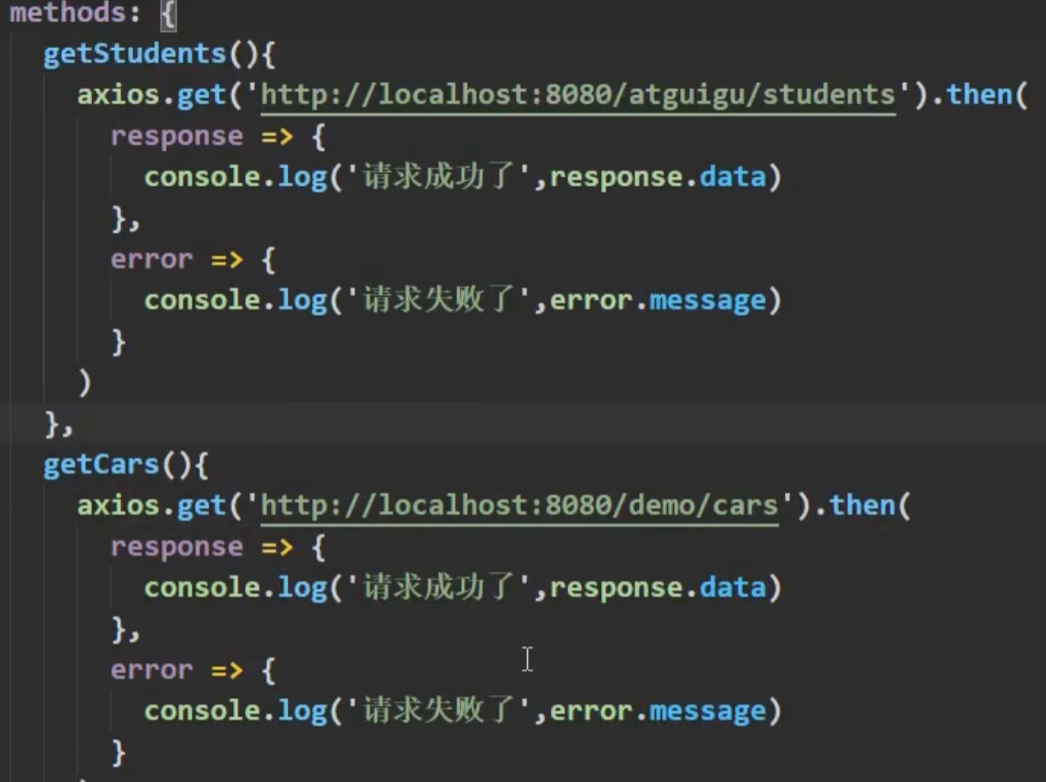 methods: {
getStudents(){
axios.get('http://localhost:8080/atguigu/students').then(
response => {
console.log('请求成功了',response.data)
},
error => {
console.log('请求失败了',error.message)
}
)
},
getCars(){
axios.get('http://localhost:8080/demo/cars').then(
response => {
console.log('请求成功了',response.data)
},
error => {
console.log('请求失败了',error.message)
}